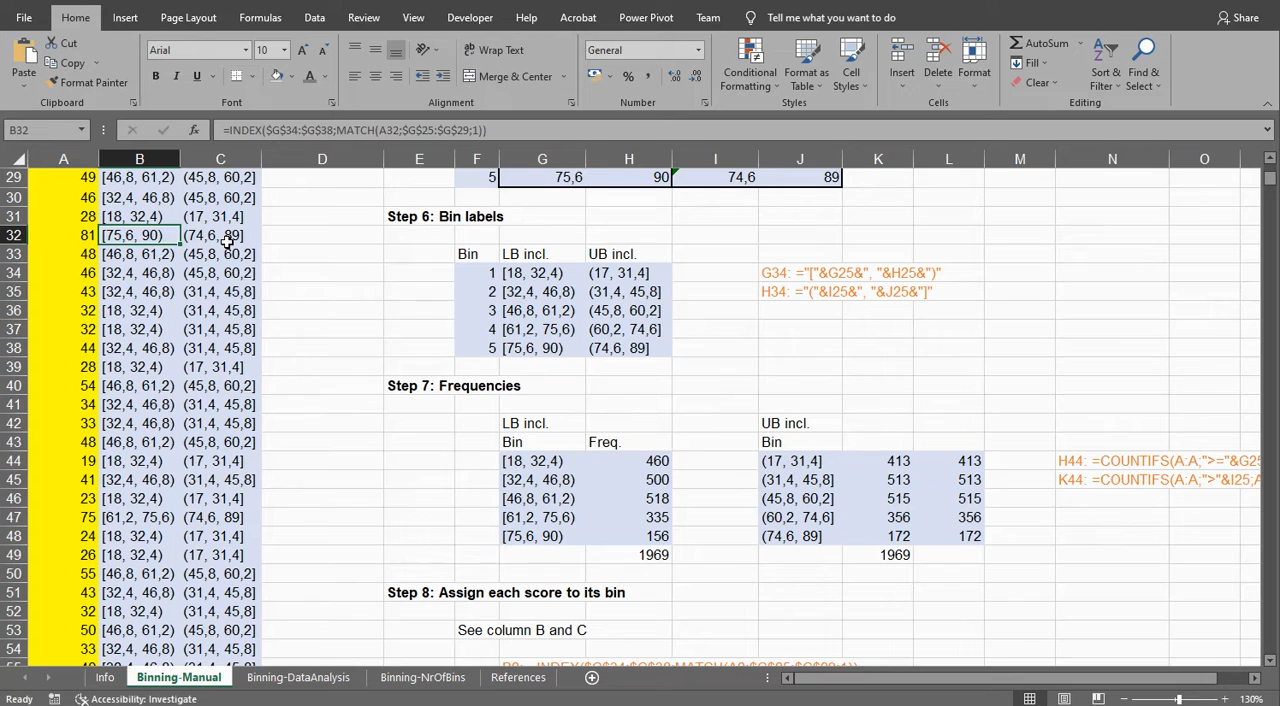 File Home Insert Page Layout Formulas Data Review View Developer Help Acrobat Power Pivot Team Tell me what you want to do Share
Paste Cut Copy Format Painter Clipboard
Arial 10 B I U Font
Wrap Text Merge & Center Alignment
General % Number
Conditional Formatting Format as Table Cell Styles Styles
Insert Delete Format Cells
AutoSum Fill Clear Sort & Filter Find & Select Editing
B32 fx =INDEX($G$34:$G$38;MATCH(A32;$G$25:$G$29;1))
A B C D E F G H I J K L M N O
29 49 [46,8, 61,2) (45,8, 60,2] 5 75,6 90 74,6 89
30 46 [32,4, 46,8) (45,8, 60,2]
31 28 [18, 32,4) (17, 31,4] Step 6: Bin labels
32 81 [75,6, 90) (74,6, 89]
33 48 [46,8, 61,2) (45,8, 60,2] Bin LB incl. UB incl.
34 46 [32,4, 46,8) (45,8, 60,2] 1 [18, 32,4) (17, 31,4] G34: ="["&G25&", "&H25&")"
35 43 [32,4, 46,8) (31,4, 45,8] 2 [32,4, 46,8) (31,4, 45,8] H34: ="("&I25&", "&J25&"]"
36 32 [18, 32,4) (31,4, 45,8] 3 [46,8, 61,2) (45,8, 60,2]
37 32 [18, 32,4) (31,4, 45,8] 4 [61,2, 75,6) (60,2, 74,6]
38 44 [32,4, 46,8) (31,4, 45,8] 5 [75,6, 90) (74,6, 89]
39 28 [18, 32,4) (17, 31,4]
40 54 [46,8, 61,2) (45,8, 60,2] Step 7: Frequencies
41 34 [32,4, 46,8) (31,4, 45,8]
42 33 [32,4, 46,8) (31,4, 45,8] LB incl. UB incl.
43 48 [46,8, 61,2) (45,8, 60,2] Bin Freq. Bin
44 19 [18, 32,4) (17, 31,4] [18, 32,4) 460 (17, 31,4] 413 413 H44: =COUNTIFS(A:A;">="&G25
45 41 [32,4, 46,8) (31,4, 45,8] [32,4, 46,8) 500 (31,4, 45,8] 513 513 K44: =COUNTIFS(A:A;">"&I25;A
46 23 [18, 32,4) (17, 31,4] [46,8, 61,2) 518 (45,8, 60,2] 515 515
47 75 [61,2, 75,6) (74,6, 89] [61,2, 75,6) 335 (60,2, 74,6] 356 356
48 24 [18, 32,4) (17, 31,4] [75,6, 90) 156 (74,6, 89] 172 172
49 26 [18, 32,4) (17, 31,4] 1969 1969
50 55 [46,8, 61,2) (45,8, 60,2]
51 43 [32,4, 46,8) (31,4, 45,8] Step 8: Assign each score to its bin
52 32 [18, 32,4) (31,4, 45,8]
53 50 [46,8, 61,2) (45,8, 60,2] See column B and C
54 33 [32,4, 46,8) (31,4, 45,8]
Info Binning-Manual Binning-DataAnalysis Binning-NrOfBins References
Ready Accessibility: Investigate 130%